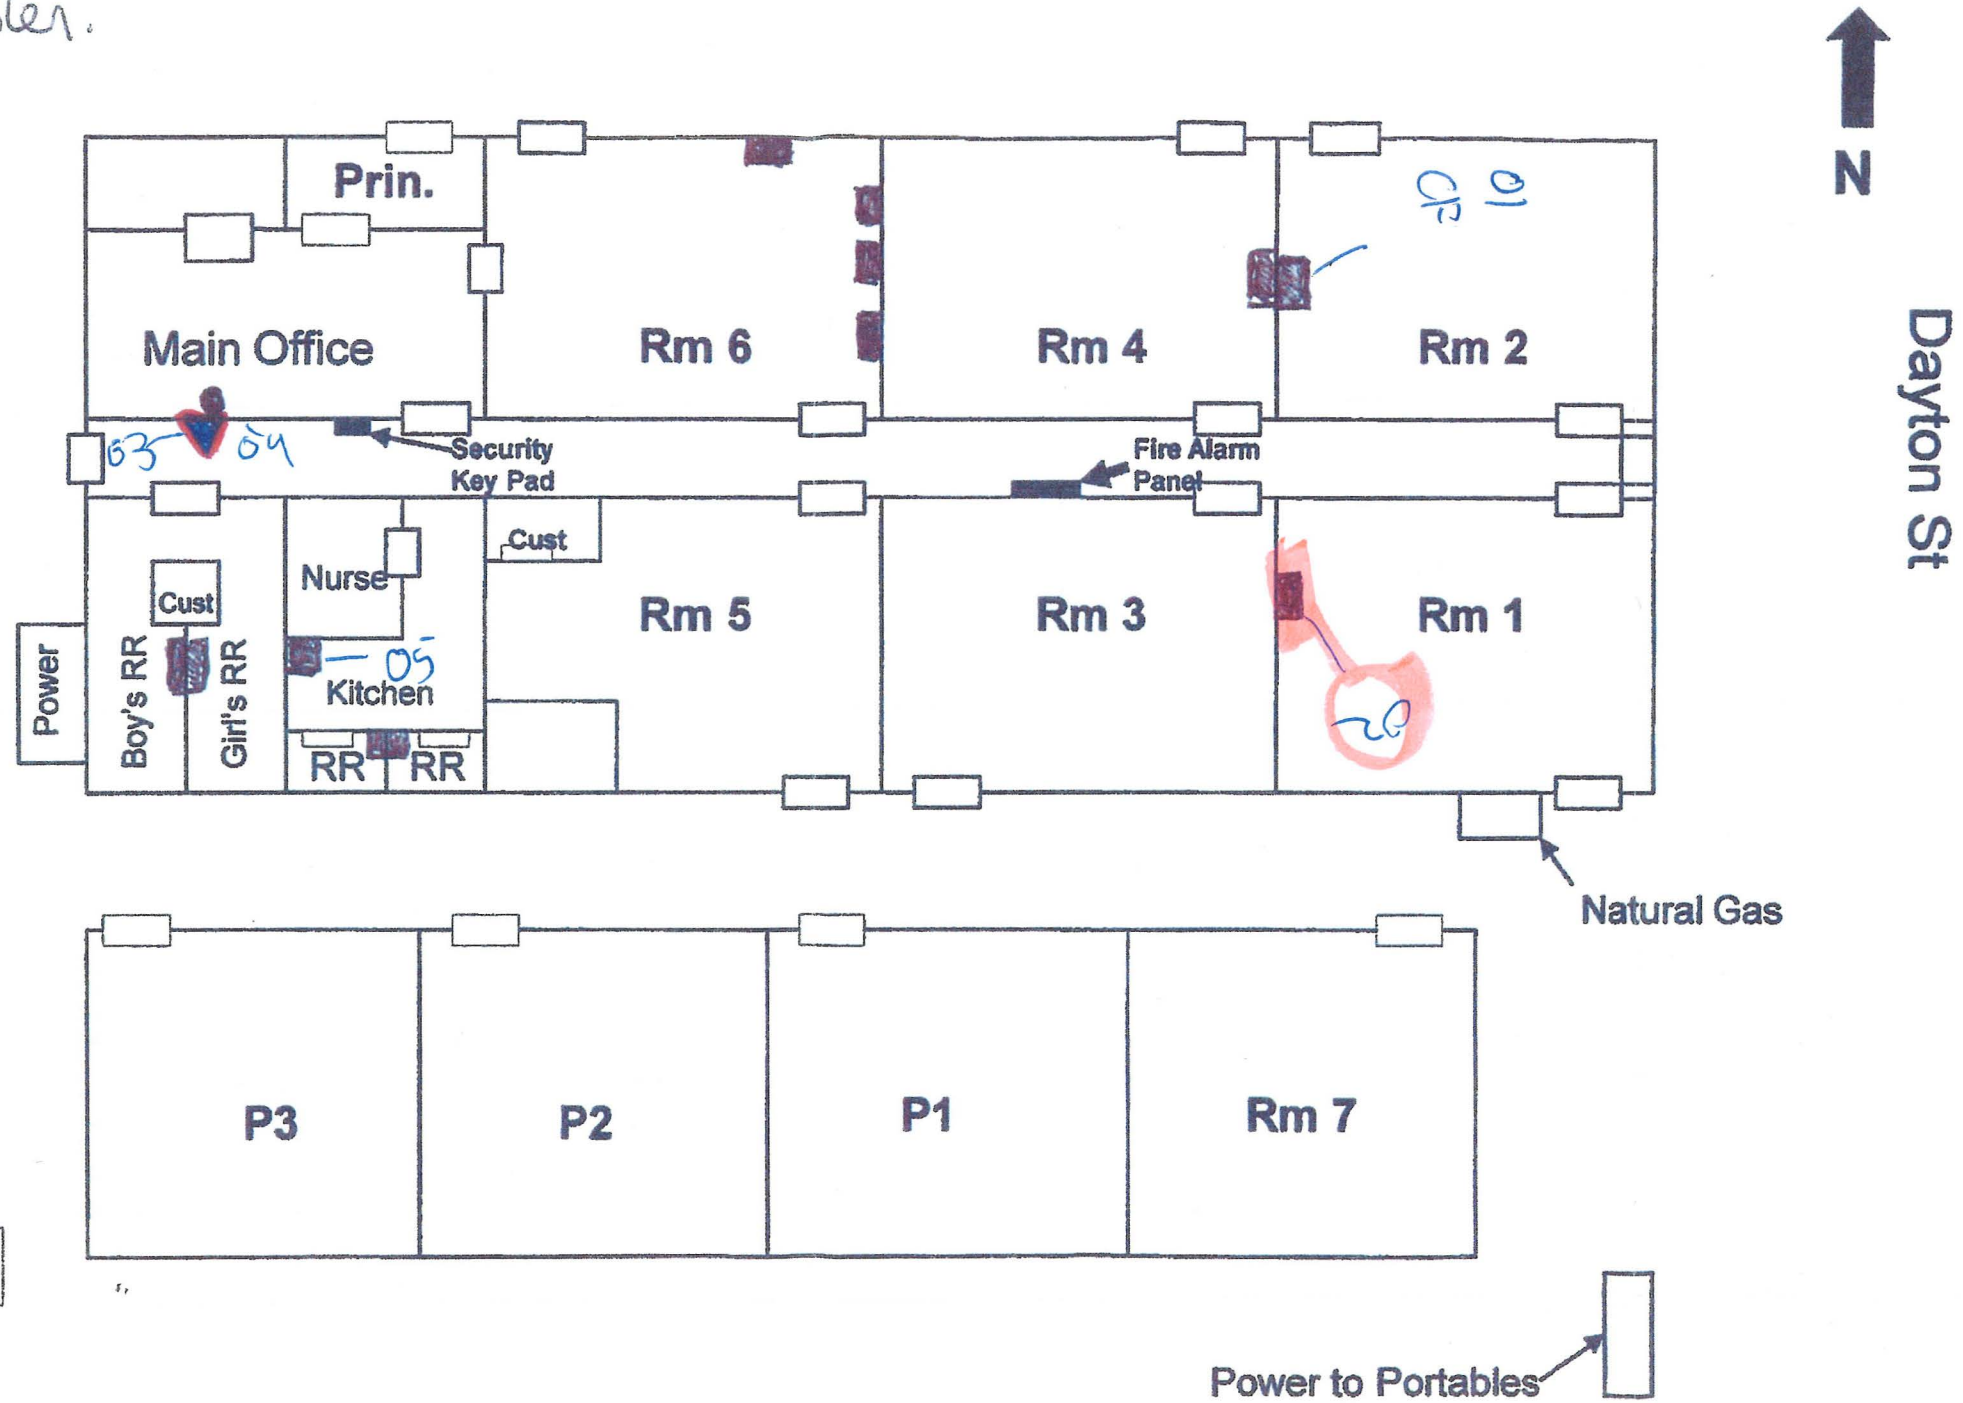 N
Dayton St
Prin.
01
Main Office
Rm 6
Rm 4
Rm 2
03
04
Security
Key Pad
Fire Alarm
Panel
Cust
Nurse
Cust
Rm 5
Rm 3
Rm 1
Power
Boy's RR
Girl's RR
05
Kitchen
RR
RR
Natural Gas
P3
P2
P1
Rm 7
Power to Portables